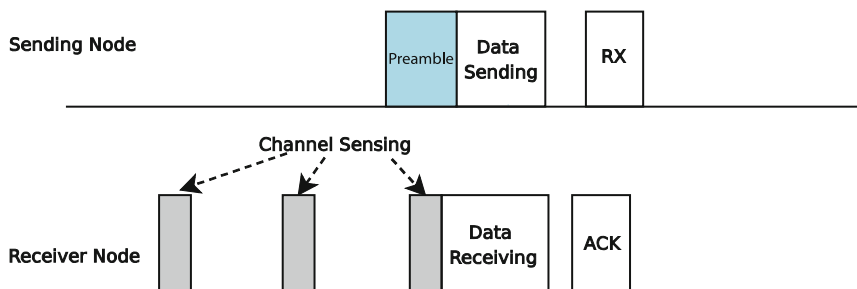 Sending Node
Preamble
Data
Sending
RX
Channel Sensing
Receiver Node
Data
Receiving
ACK